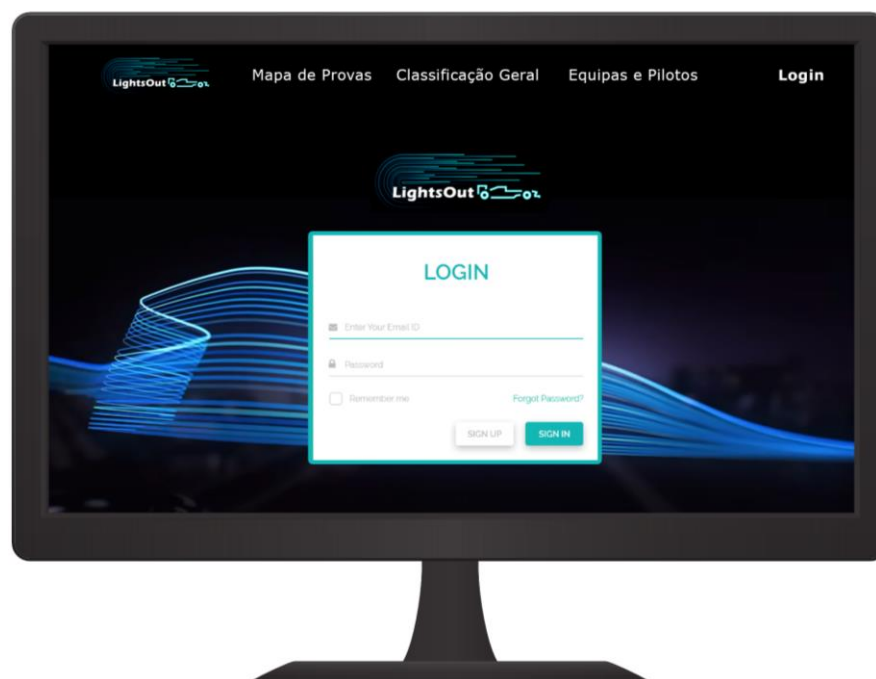 LightsOut Mapa de Provas Classificação Geral Equipas e Pilotos Login
LightsOut
LOGIN
Enter Your Email ID
Password
Remember me Forgot Password?
SIGN UP SIGN IN